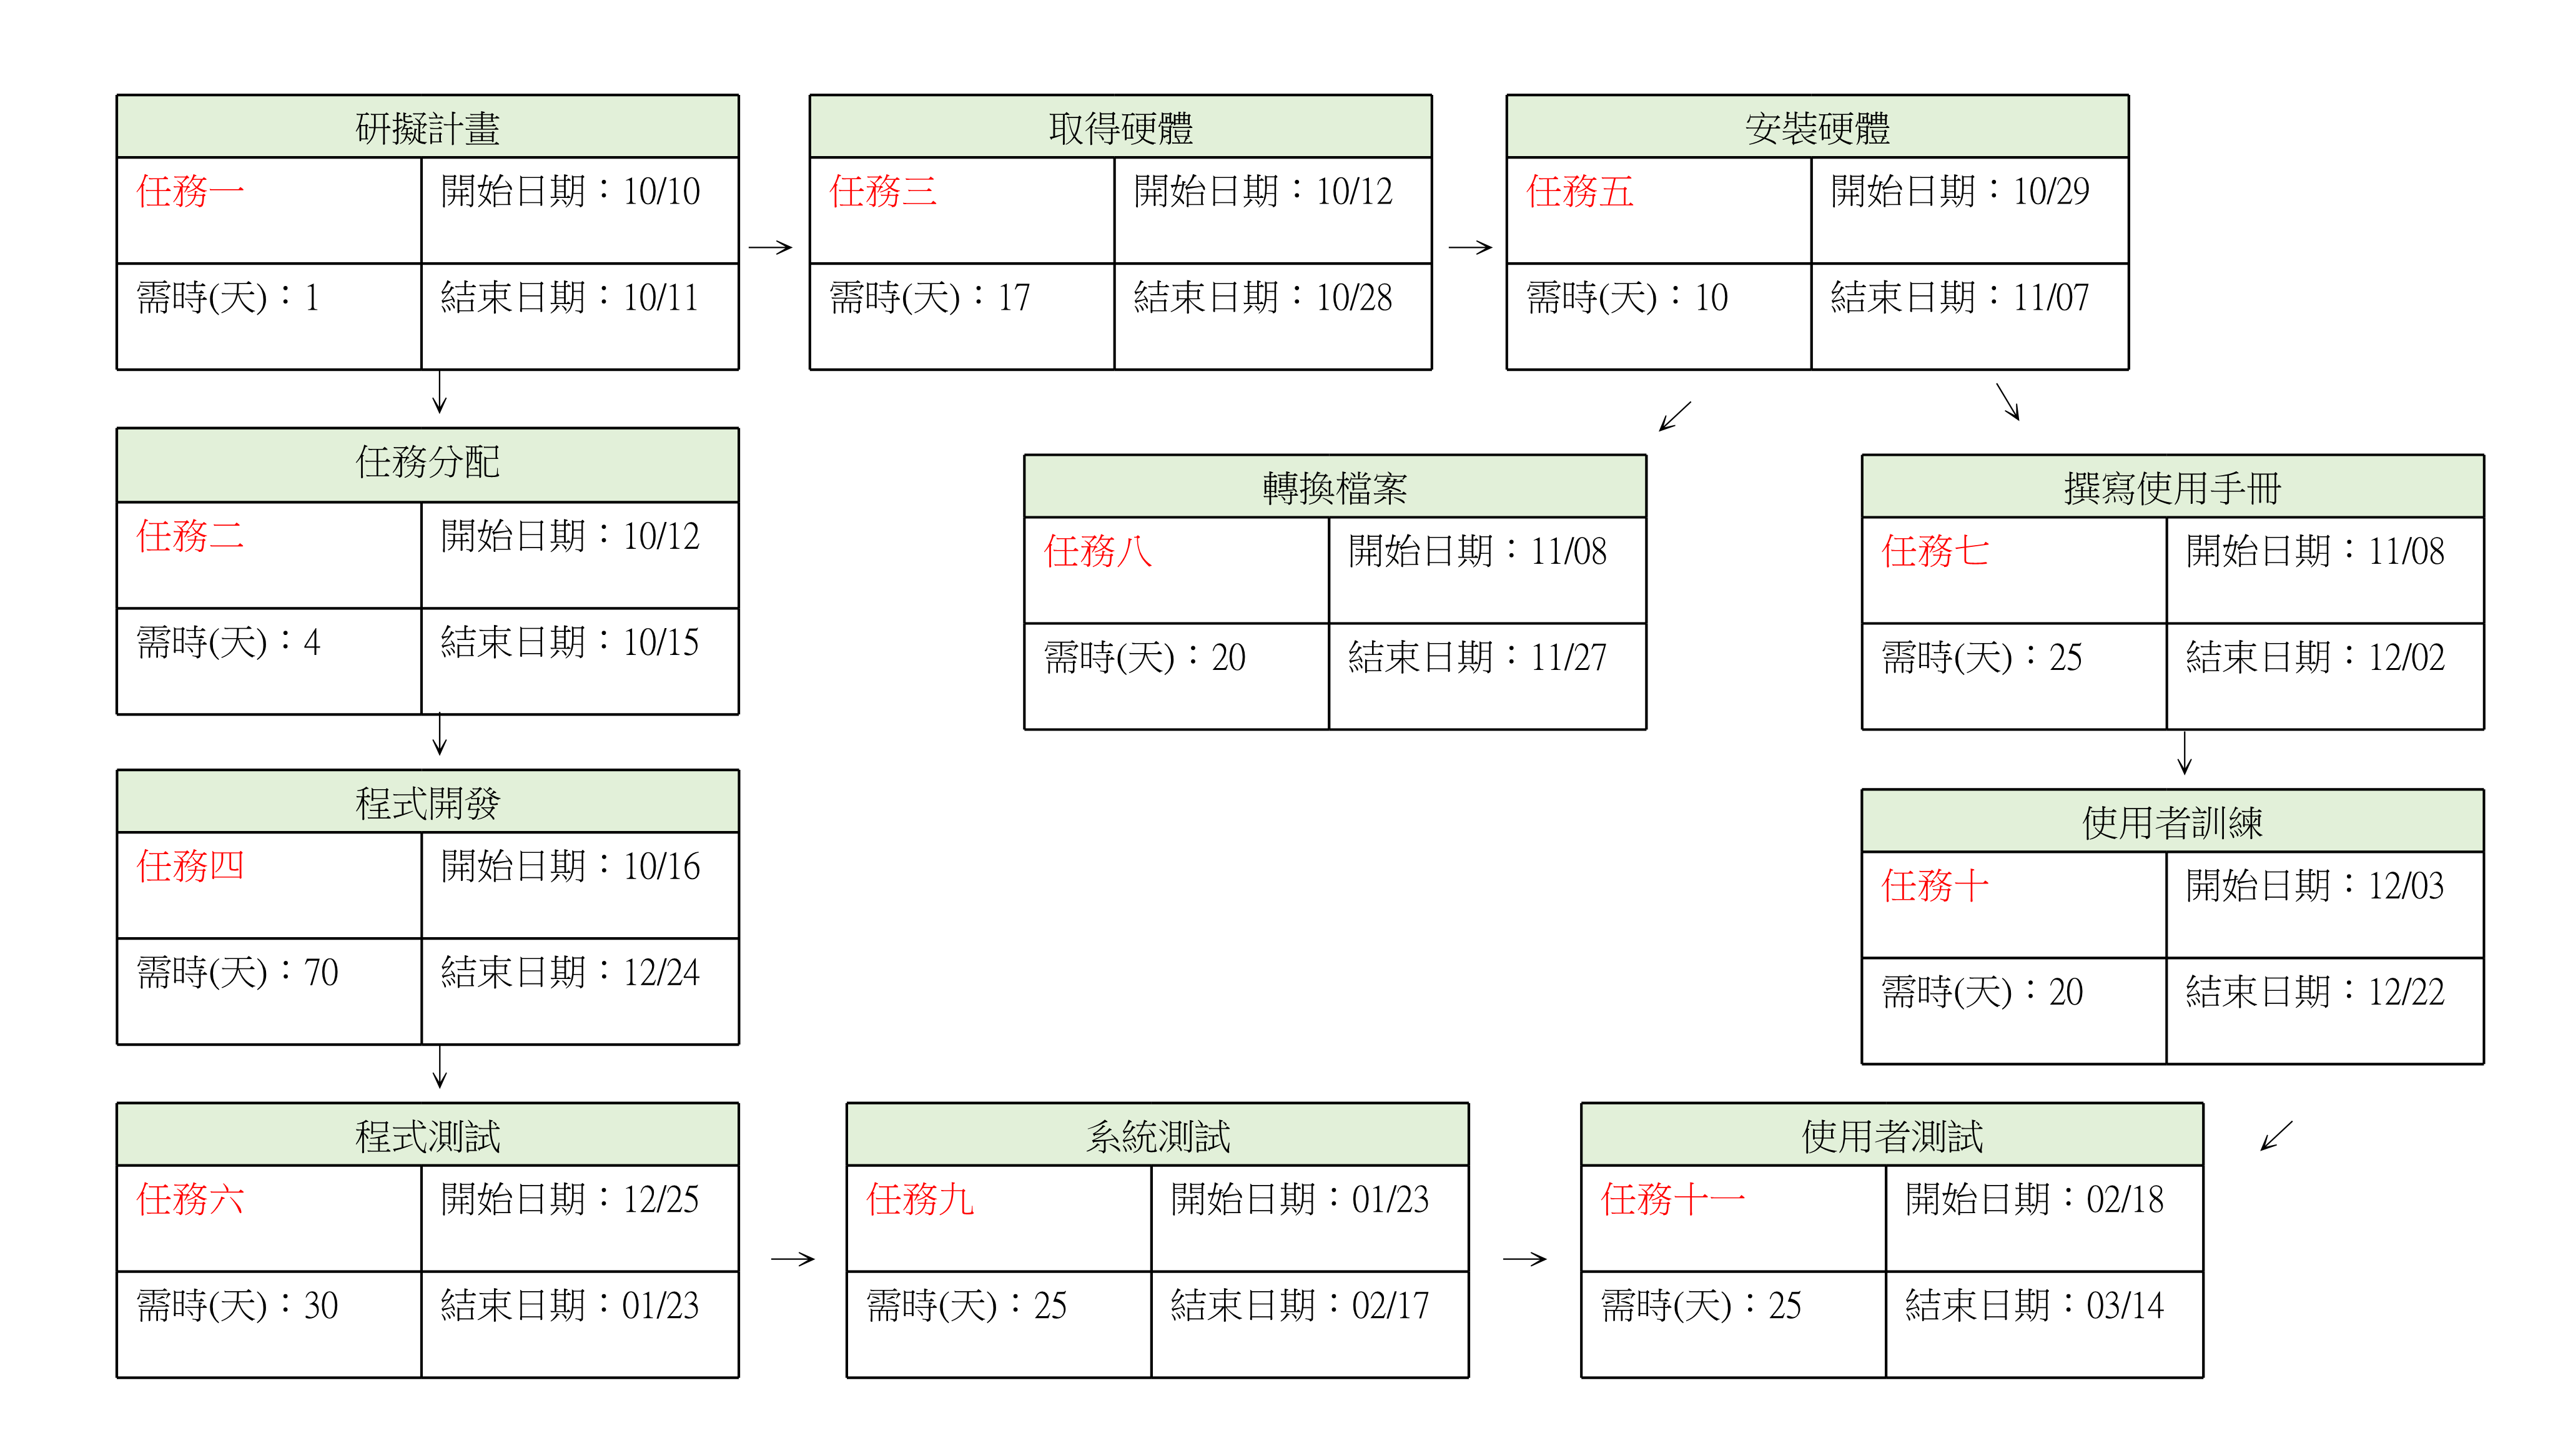 研擬計畫
任務一
開始日期：10/10
需時(天)：1
結束日期：10/11
取得硬體
任務三
開始日期：10/12
需時(天)：17
結束日期：10/28
安裝硬體
任務五
開始日期：10/29
需時(天)：10
結束日期：11/07
任務分配
任務二
開始日期：10/12
需時(天)：4
結束日期：10/15
轉換檔案
任務八
開始日期：11/08
需時(天)：20
結束日期：11/27
撰寫使用手冊
任務七
開始日期：11/08
需時(天)：25
結束日期：12/02
程式開發
任務四
開始日期：10/16
需時(天)：70
結束日期：12/24
使用者訓練
任務十
開始日期：12/03
需時(天)：20
結束日期：12/22
程式測試
任務六
開始日期：12/25
需時(天)：30
結束日期：01/23
系統測試
任務九
開始日期：01/23
需時(天)：25
結束日期：02/17
使用者測試
任務十一
開始日期：02/18
需時(天)：25
結束日期：03/14